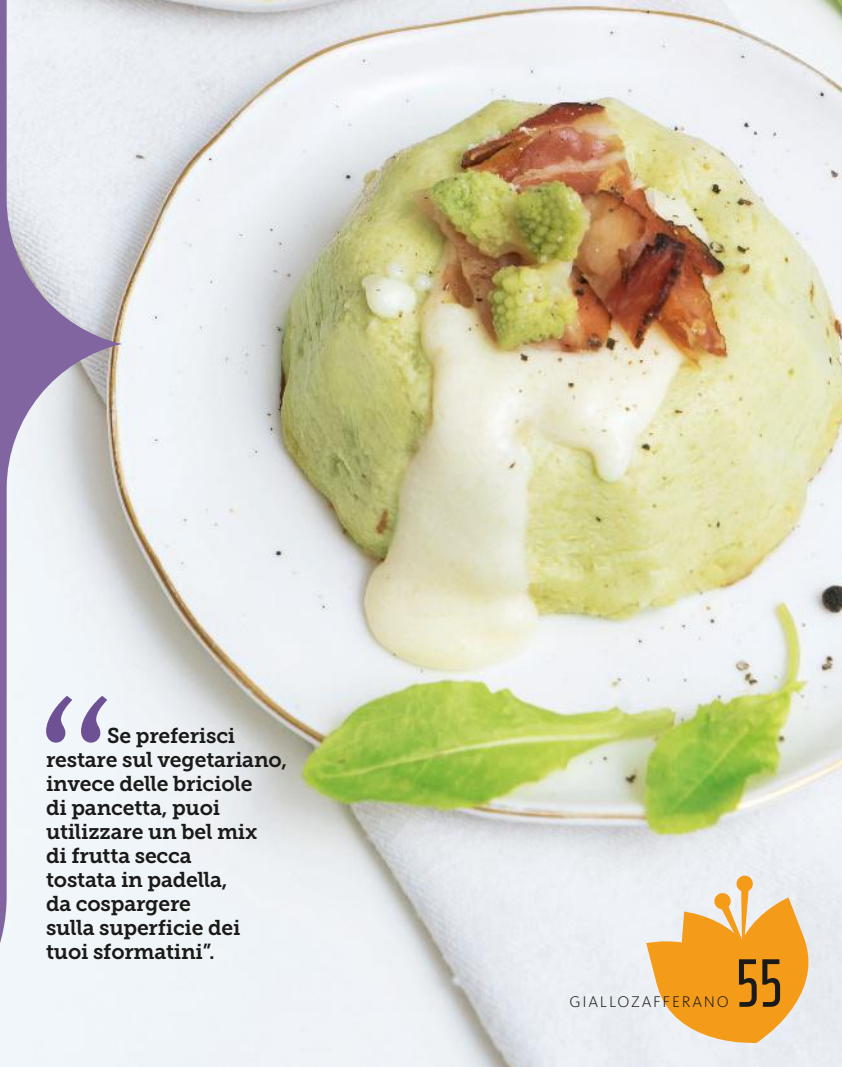 “Se preferisci
restare sul vegetariano,
invece delle briciole
di pancetta, puoi
utilizzare un bel mix
di frutta secca
tostata in padella,
da cospargere
sulla superficie dei
tuoi sformatini”.
GIALLOZAFFERANO 55